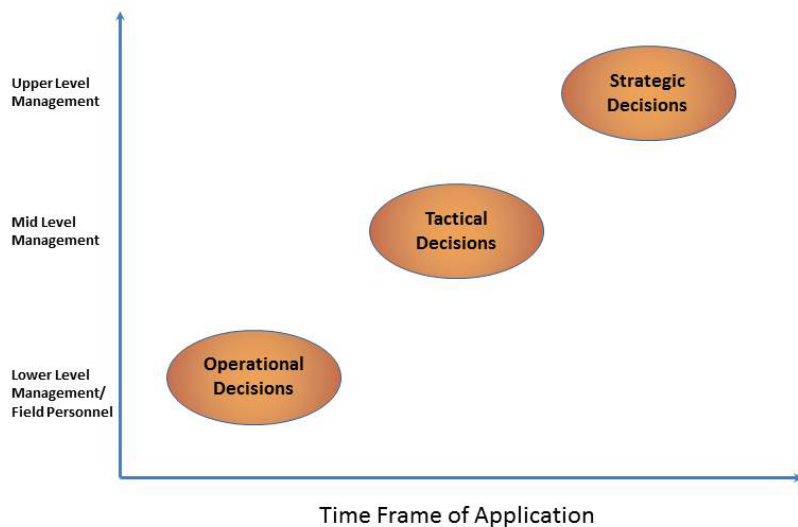 Upper Level
Management
Strategic
Decisions
Mid Level
Management
Tactical
Decisions
Lower Level
Management/
Field Personnel
Operational
Decisions
Time Frame of Application